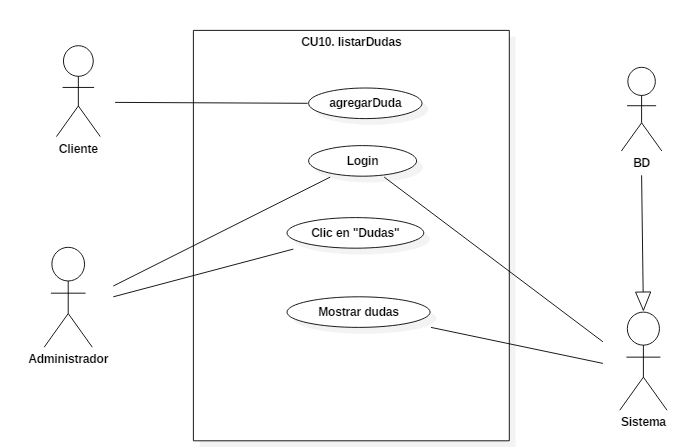 CU10. listarDudas
agregarDuda
Cliente
Login
BD
Clic en "Dudas"
Mostrar dudas
Administrador
Sistema